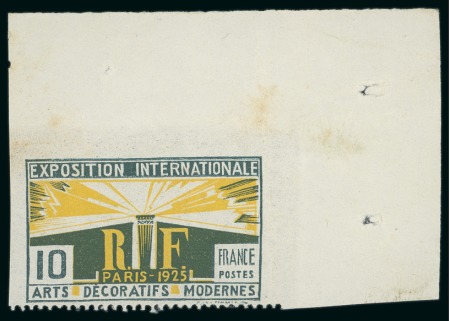 EXPOSITION INTERNATIONALE
R.F.
10
PARIS-1925
FRANCE
POSTES
ARTS DÉCORATIFS MODERNES